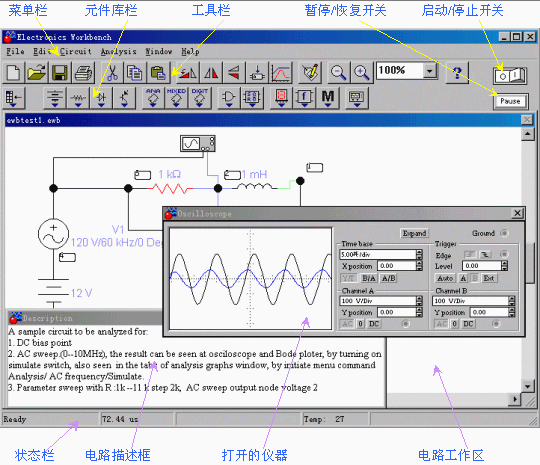 菜单栏 元件库栏 工具栏 暂停/恢复开关 启动/停止开关
Electronics Workbench
File Edit Circuit Analysis Window Help
100% ?
ANA MIXED DIGIT M
Pause
ewbtest1.ewb
1 kΩ 1 mH
V1
120 V/60 kHz/0 Deg
12 V
Oscilloscope
Expand Ground
Time base Trigger
5.00 /div Edge
X position 0.00 Level 0.00
Y/T B/A A/B Auto A B Ext
Channel A Channel B
100 V/Div 100 V/Div
Y position 0.00 Y position 0.00
AC 0 DC AC 0 DC
Description
A sample circuit to be analyzed for:
1. DC bias point
2. AC sweep.(0--10MHz), the result can be seen at osciloscope and Bode ploter, by turning on
simulate switch, also seen in the tabe of analysis graphs window, by initiate menu command
Analysis/ AC frequency/Simulate.
3. Parameter sweep with R :1k --11 k step 2k, AC sweep output node voltage 2
Ready 72.44 us Temp: 27
状态栏 电路描述框 打开的仪器 电路工作区